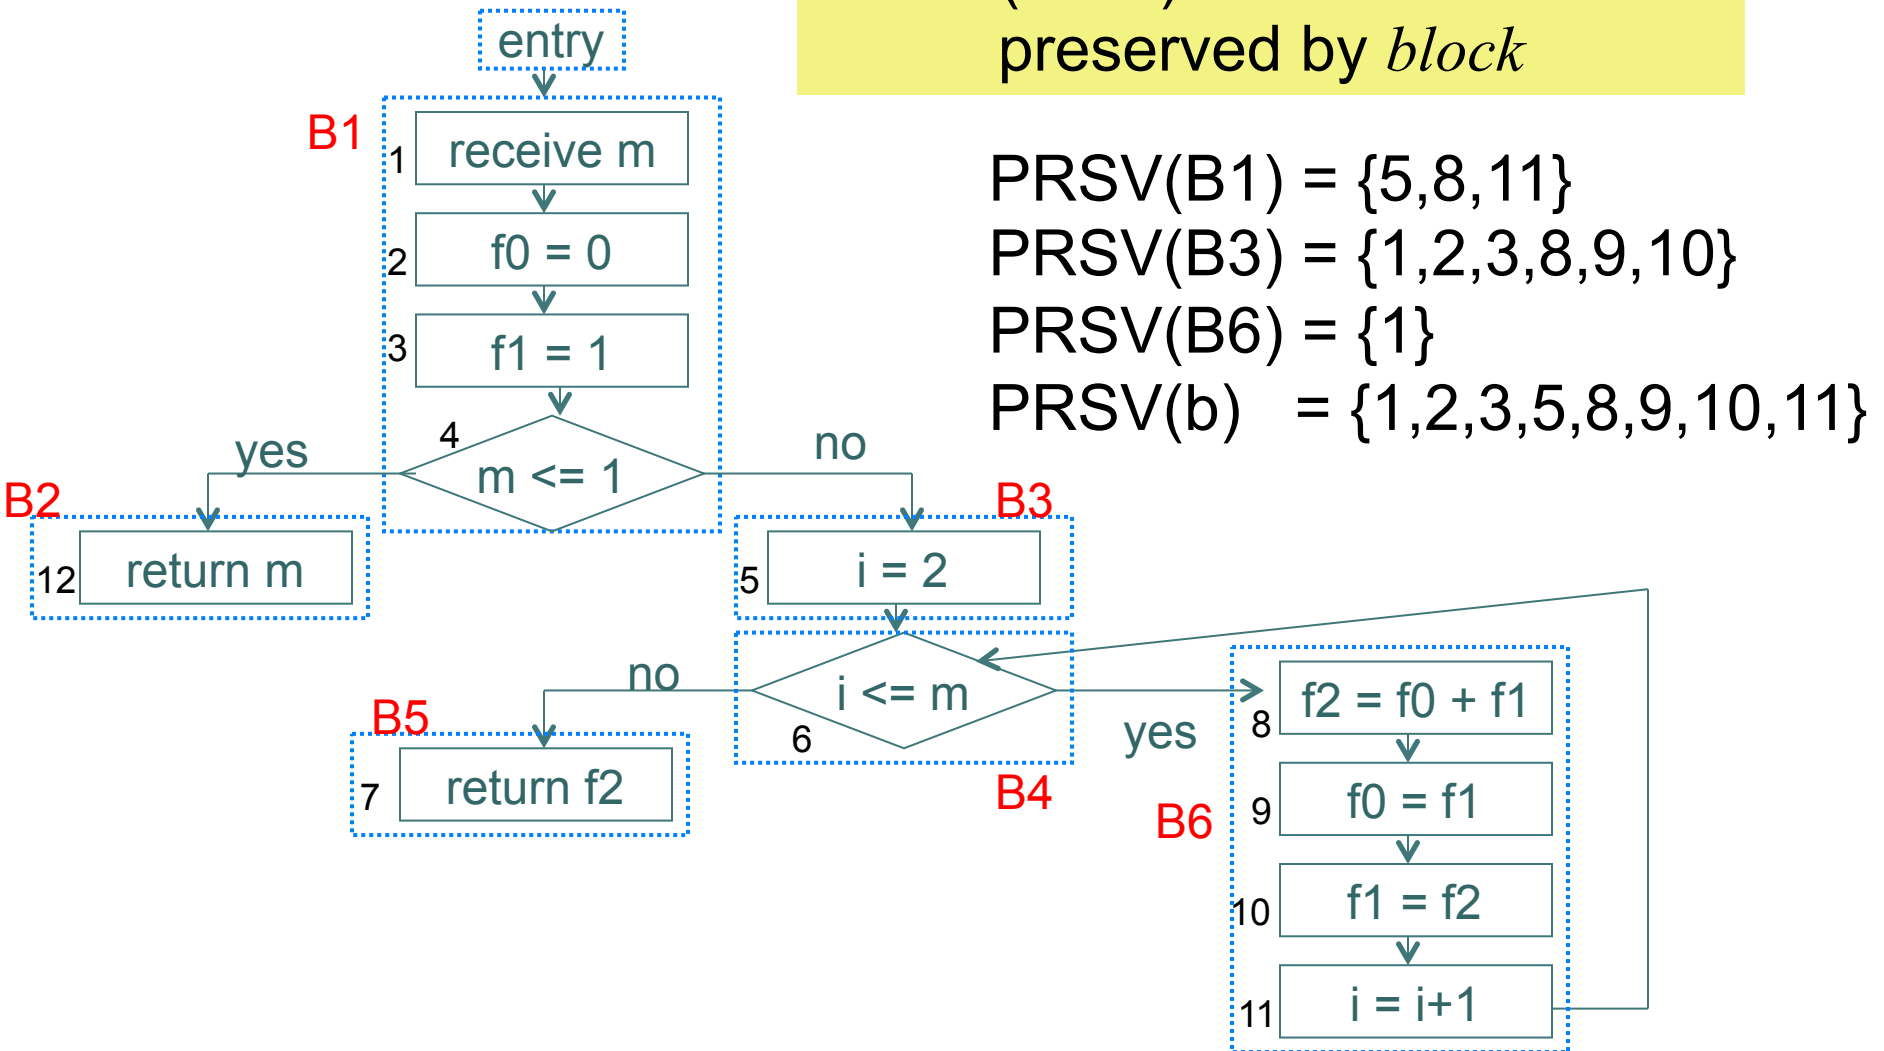 preserved by block
entry
B1
1 receive m
2 f0 = 0
3 f1 = 1
4 m <= 1
yes
no
PRSV(B1) = {5,8,11}
PRSV(B3) = {1,2,3,8,9,10}
PRSV(B6) = {1}
PRSV(b) = {1,2,3,5,8,9,10,11}
B2
12 return m
B3
5 i = 2
6 i <= m
B4
no
yes
B5
7 return f2
B6
8 f2 = f0 + f1
9 f0 = f1
10 f1 = f2
11 i = i+1